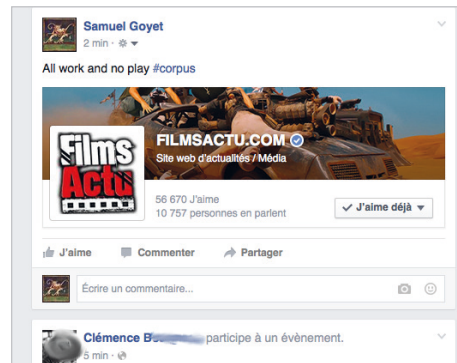 Samuel Goyet
2 min
All work and no play #corpus
Films
Actu
FILMSACTU.COM
Site web d'actualités / Média
56 670 J'aime
10 757 personnes en parlent
J'aime déjà
J'aime Commenter Partager
Écrire un commentaire...
Clémence participe à un évènement.
5 min